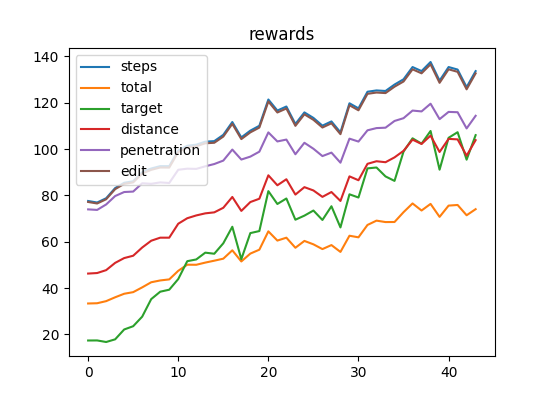 rewards
140
120
100
80
60
40
20
steps
total
target
distance
penetration
edit
0 10 20 30 40